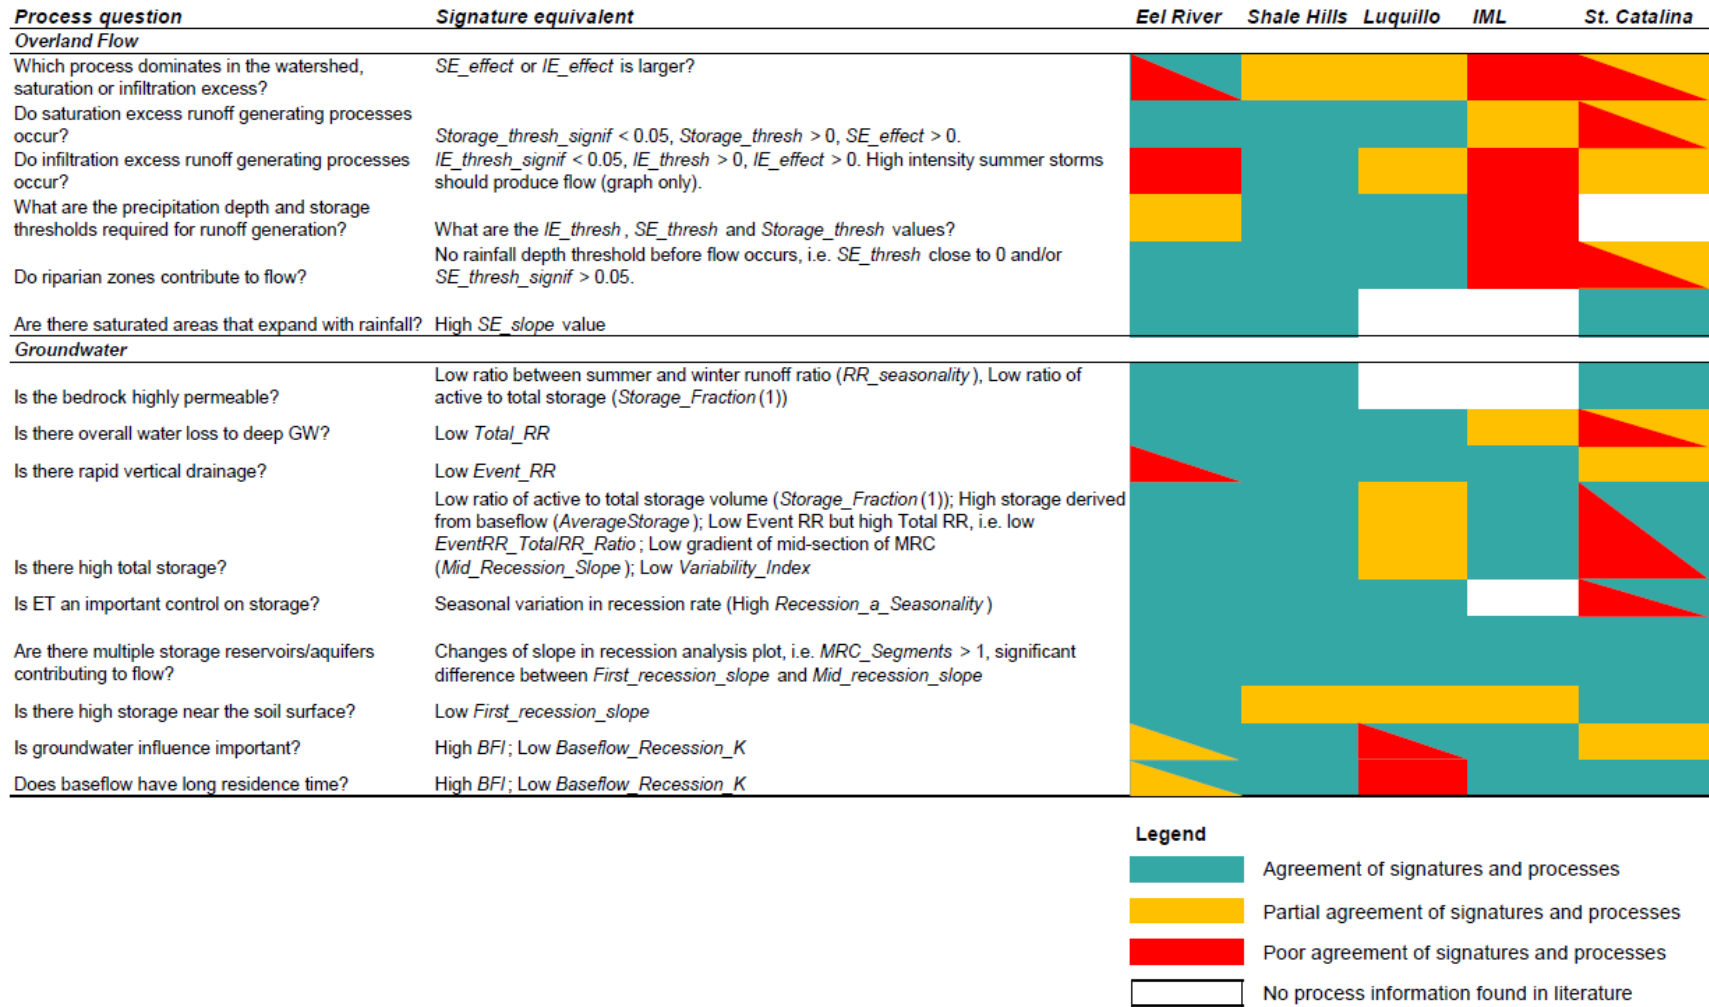 Process question Signature equivalent Eel River Shale Hills Luquillo IML St. Catalina
Overland Flow
Which process dominates in the watershed, saturation or infiltration excess? SE_effect or IE_effect is larger?
Do saturation excess runoff generating processes occur? Storage_thresh_signif < 0.05, Storage_thresh > 0, SE_effect > 0.
Do infiltration excess runoff generating processes occur? IE_thresh_signif < 0.05, IE_thresh > 0, IE_effect > 0. High intensity summer storms should produce flow (graph only).
What are the precipitation depth and storage thresholds required for runoff generation? What are the IE_thresh, SE_thresh and Storage_thresh values?
Do riparian zones contribute to flow? No rainfall depth threshold before flow occurs, i.e. SE_thresh close to 0 and/or SE_thresh_signif > 0.05.
Are there saturated areas that expand with rainfall? High SE_slope value
Groundwater
Is the bedrock highly permeable? Low ratio between summer and winter runoff ratio (RR_seasonality), Low ratio of active to total storage (Storage_Fraction(1))
Is there overall water loss to deep GW? Low Total_RR
Is there rapid vertical drainage? Low Event_RR
Is there high total storage? Low ratio of active to total storage volume (Storage_Fraction(1)); High storage derived from baseflow (AverageStorage); Low Event RR but high Total RR, i.e. low EventRR_TotalRR_Ratio; Low gradient of mid-section of MRC (Mid_Recession_Slope); Low Variability_Index
Is ET an important control on storage? Seasonal variation in recession rate (High Recession_a_Seasonality)
Are there multiple storage reservoirs/aquifers contributing to flow? Changes of slope in recession analysis plot, i.e. MRC_Segments > 1, significant difference between First_recession_slope and Mid_recession_slope
Is there high storage near the soil surface? Low First_recession_slope
Is groundwater influence important? High BFI; Low Baseflow_Recession_K
Does baseflow have long residence time? High BFI; Low Baseflow_Recession_K
Legend
Agreement of signatures and processes
Partial agreement of signatures and processes
Poor agreement of signatures and processes
No process information found in literature